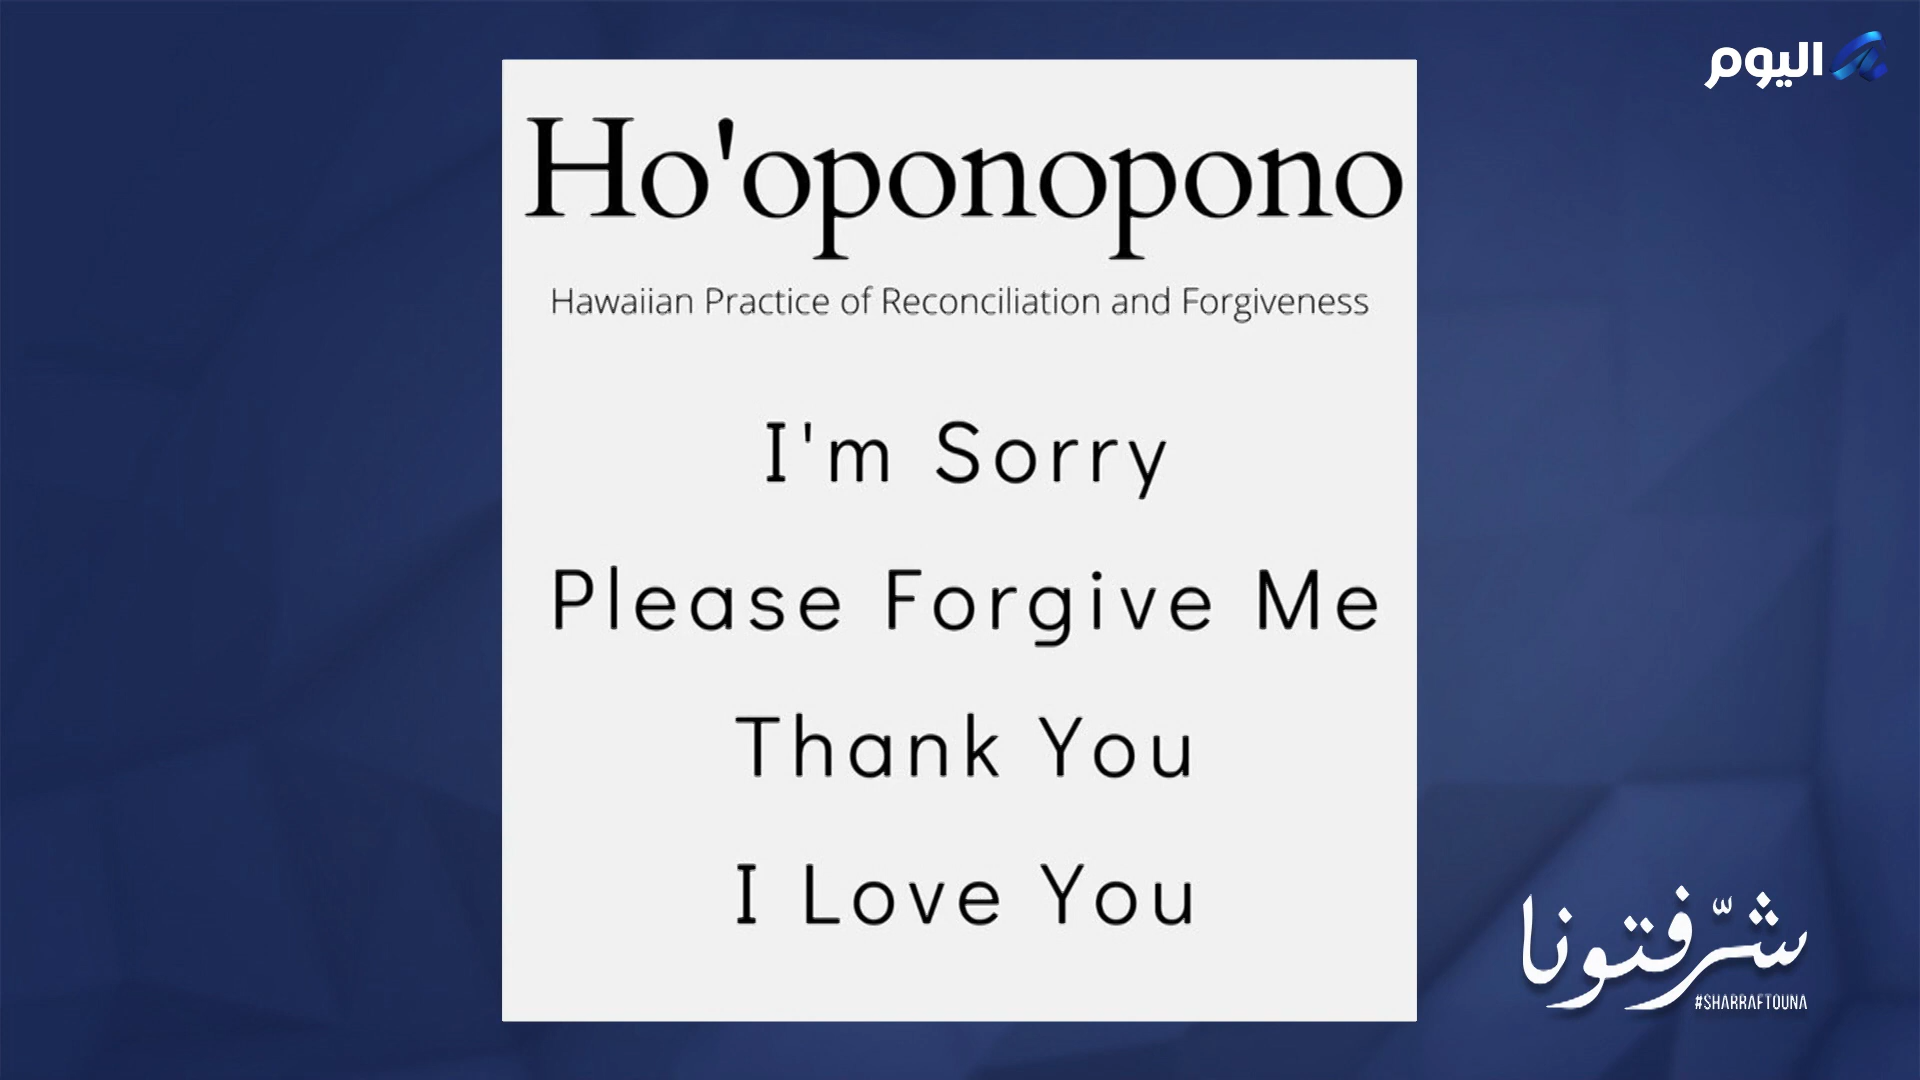 اليوم
Ho'oponopono
Hawaiian Practice of Reconciliation and Forgiveness
I'm Sorry
Please Forgive Me
Thank You
I Love You
شرّفتونا
#SHARRAFTOUNA